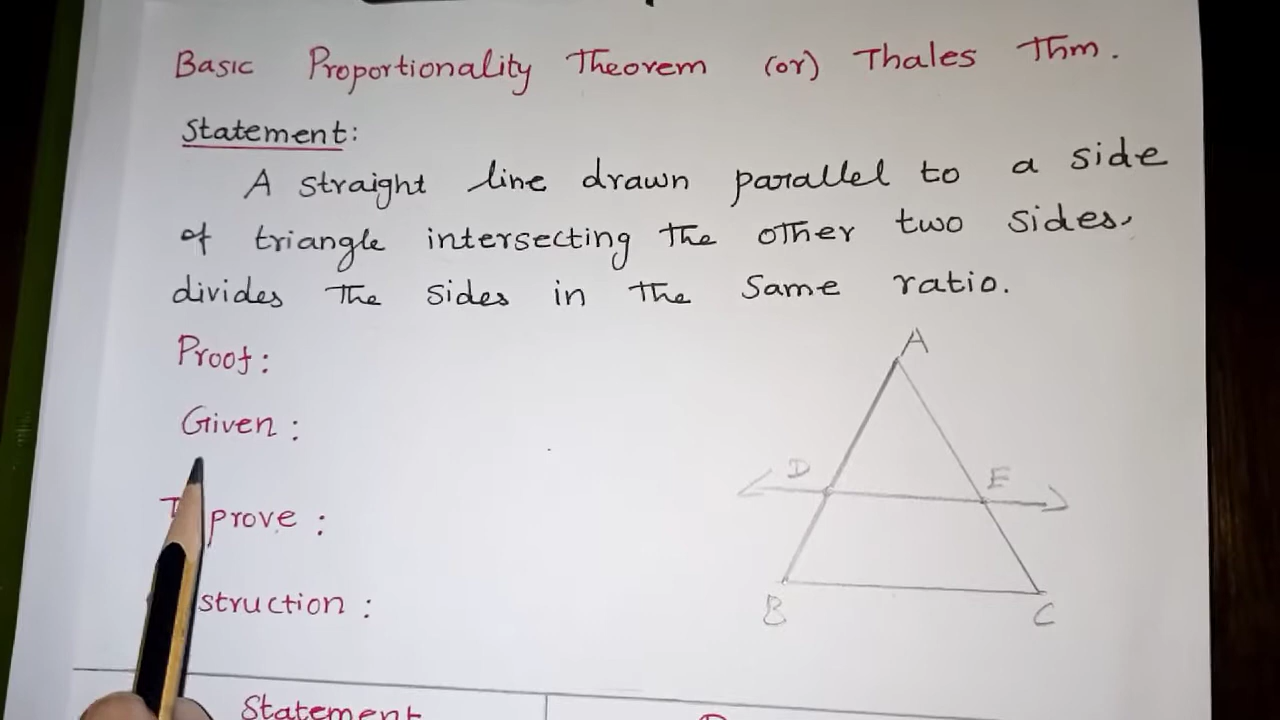 Basic Proportionality Theorem (or) Thales Thm.
Statement:
A straight line drawn parallel to a side
of triangle intersecting the other two sides,
divides the sides in the same ratio.
Proof:
Given:
prove:
struction:
A
D
E
B
C
Statement